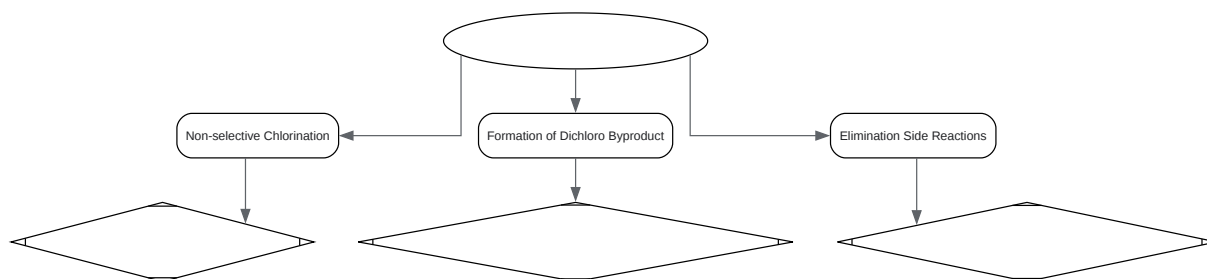 Non-selective Chlorination
Formation of Dichloro Byproduct
Elimination Side Reactions